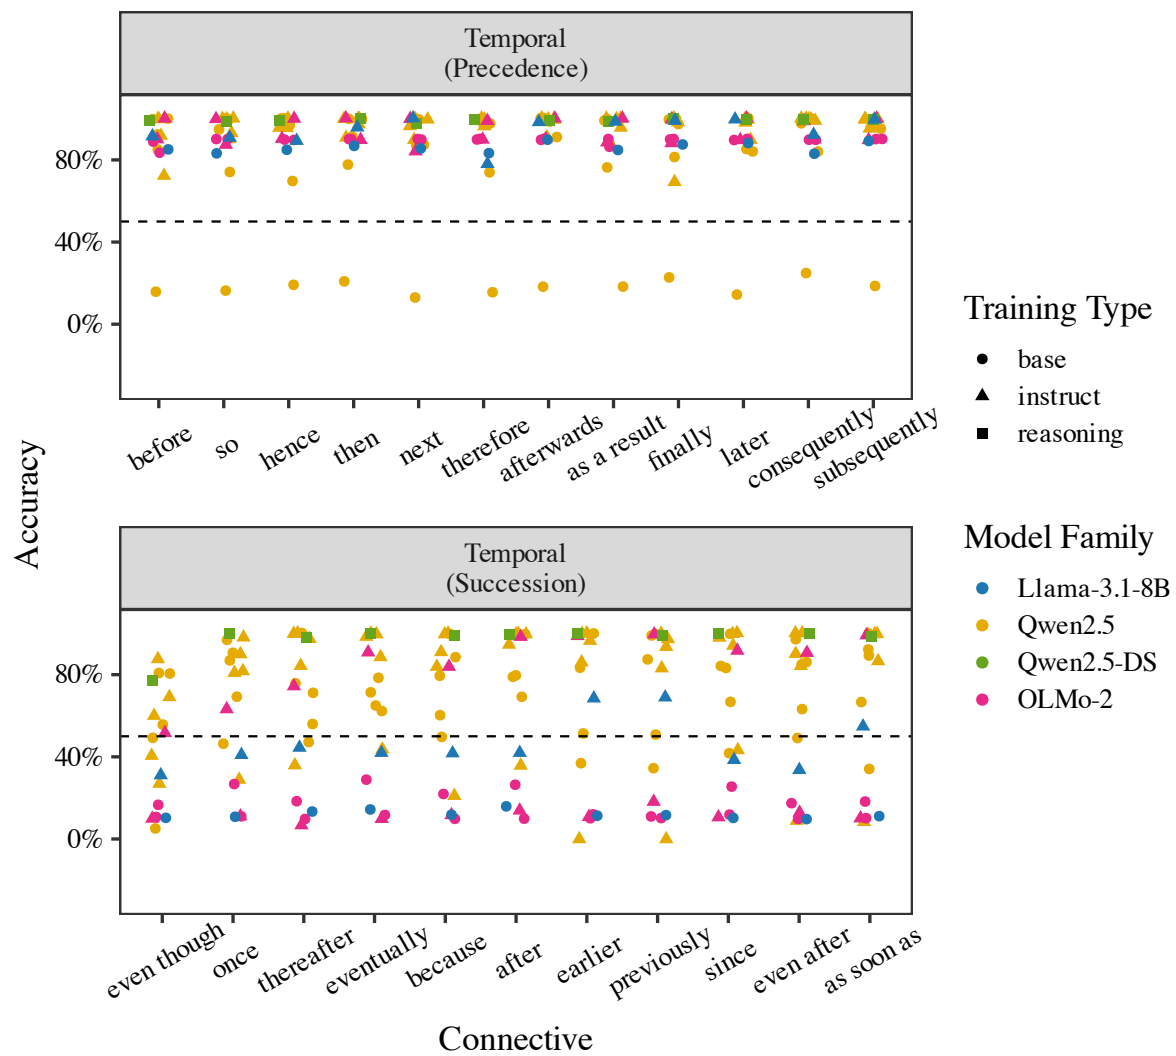 Temporal
(Precedence)
80%
40%
0%
before
so
hence
then
next
therefore
afterwards
as a result
finally
later
consequently
subsequently
Accuracy
Temporal
(Succession)
80%
40%
0%
even though
once
thereafter
eventually
because
after
earlier
previously
since
even after
as soon as
Connective
Training Type
base
instruct
reasoning
Model Family
Llama-3.1-8B
Qwen2.5
Qwen2.5-DS
OLMo-2